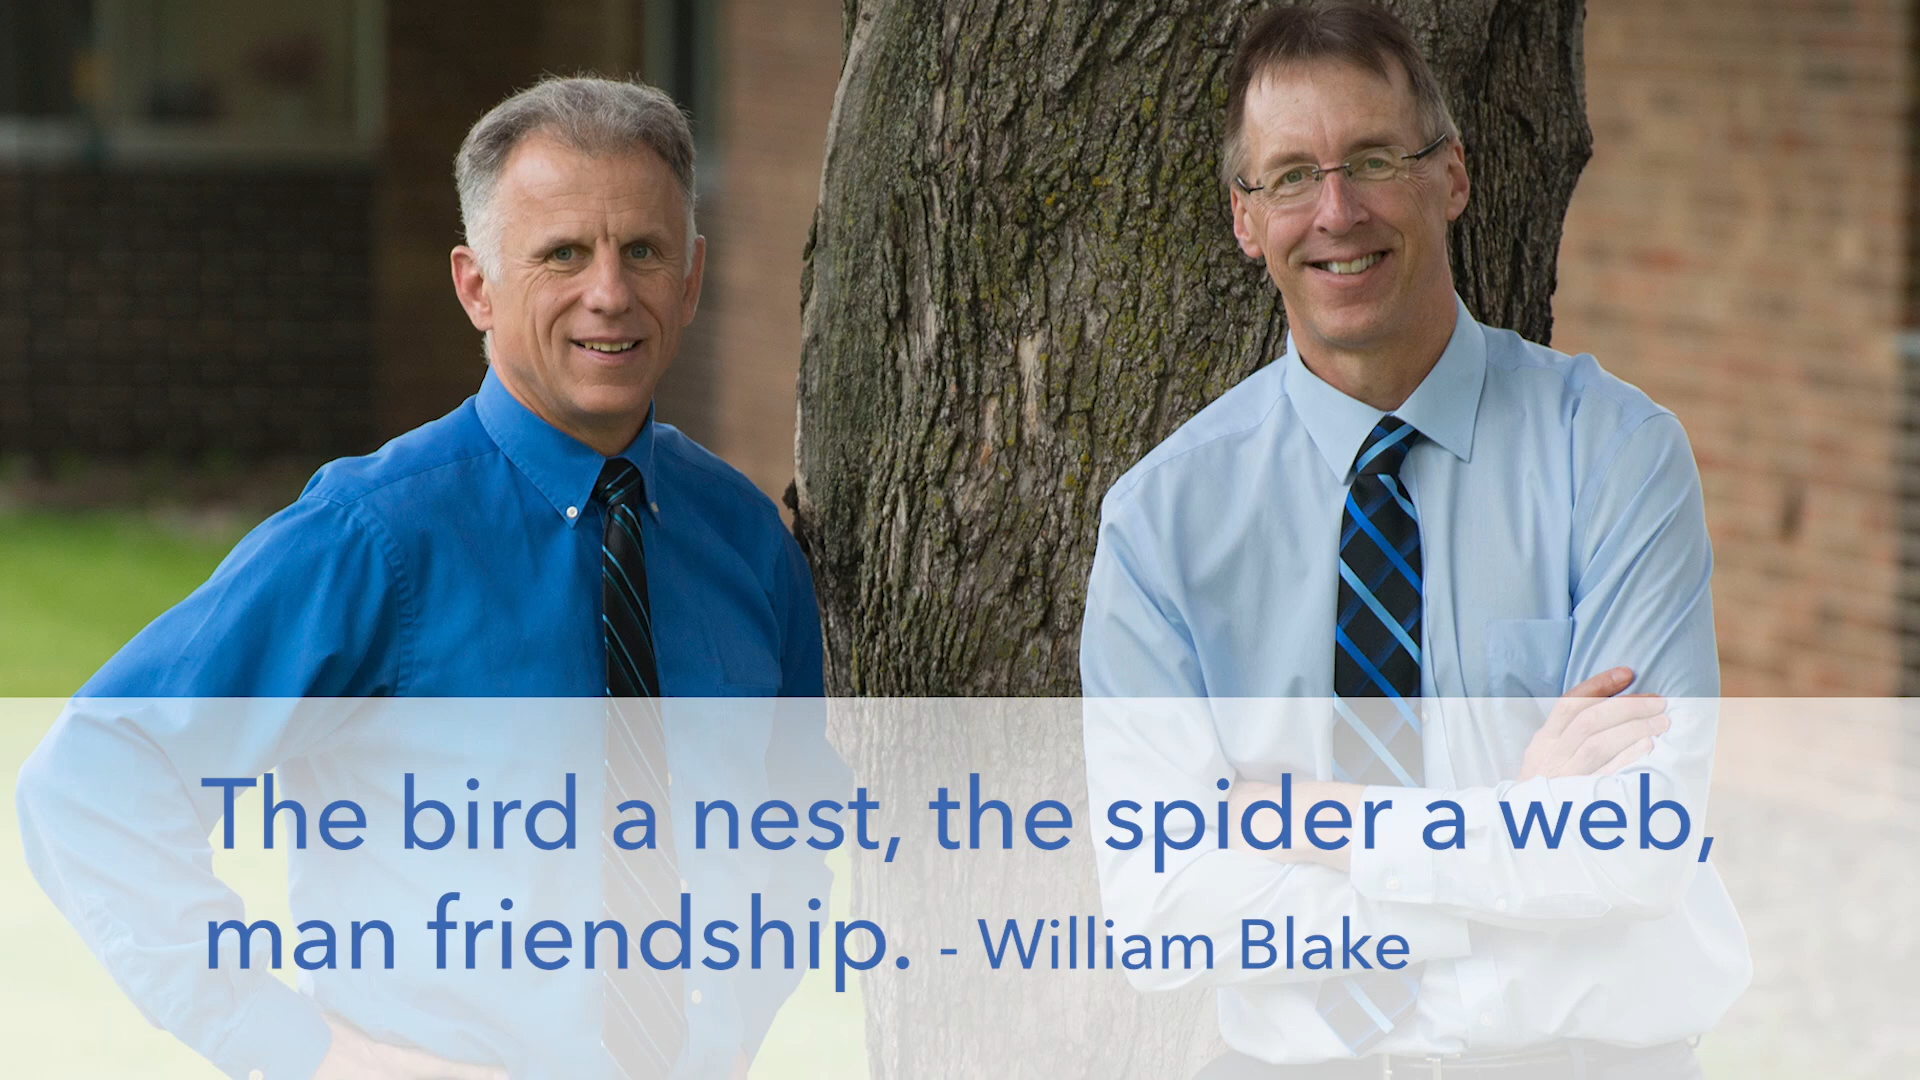 The bird a nest, the spider a web,
man friendship. - William Blake